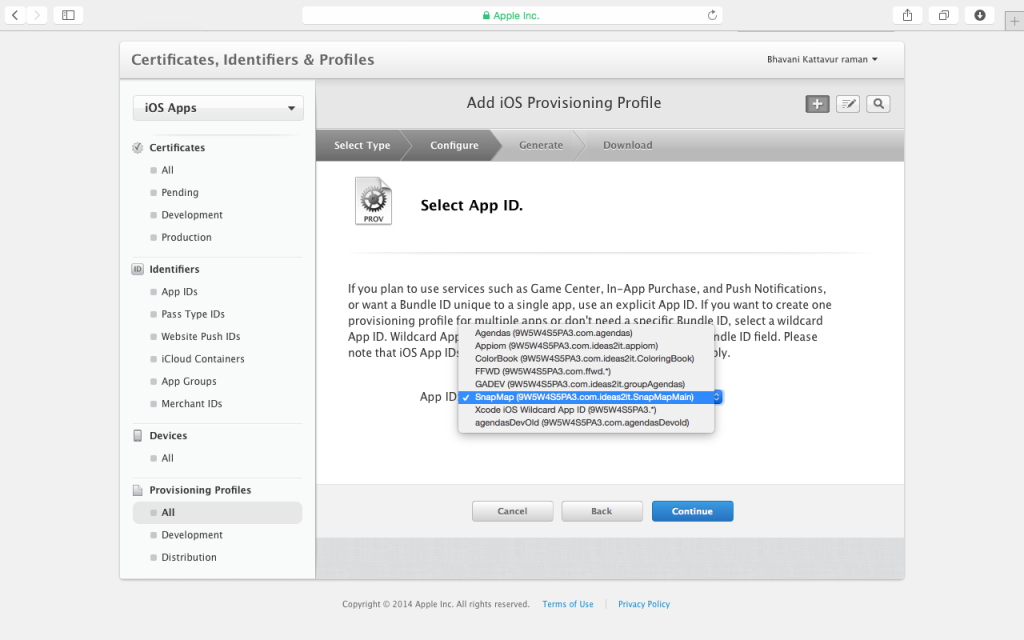 Apple Inc.
Certificates, Identifiers & Profiles
Bhavani Kattavur raman
iOS Apps
Certificates
All
Pending
Development
Production
ID Identifiers
App IDs
Pass Type IDs
Website Push IDs
iCloud Containers
App Groups
Merchant IDs
Devices
All
Provisioning Profiles
All
Development
Distribution
Add iOS Provisioning Profile
Select Type
Configure
Generate
Download
PROV
Select App ID.
If you plan to use services such as Game Center, In-App Purchase, and Push Notifications,
or want a Bundle ID unique to a single app, use an explicit App ID. If you want to create one
provisioning profile for multiple apps or don't need a specific Bundle ID, select a wildcard
App ID. Wildcard App ndle ID field. Please
note that iOS App IDs ply.
App ID
Agendas (9W5W4S5PA3.com.agendas)
Appiom (9W5W4S5PA3.com.ideas2it.appiom)
ColorBook (9W5W4S5PA3.com.ideas2it.ColoringBook)
FFWD (9W5W4S5PA3.com.ffwd.*)
GADEV (9W5W4S5PA3.com.ideas2it.groupAgendas)
✓ SnapMap (9W5W4S5PA3.com.ideas2it.SnapMapMain)
Xcode iOS Wildcard App ID (9W5W4S5PA3.*)
agendasDevOld (9W5W4S5PA3.com.agendasDevold)
Cancel
Back
Continue
Copyright © 2014 Apple Inc. All rights reserved.
Terms of Use
Privacy Policy